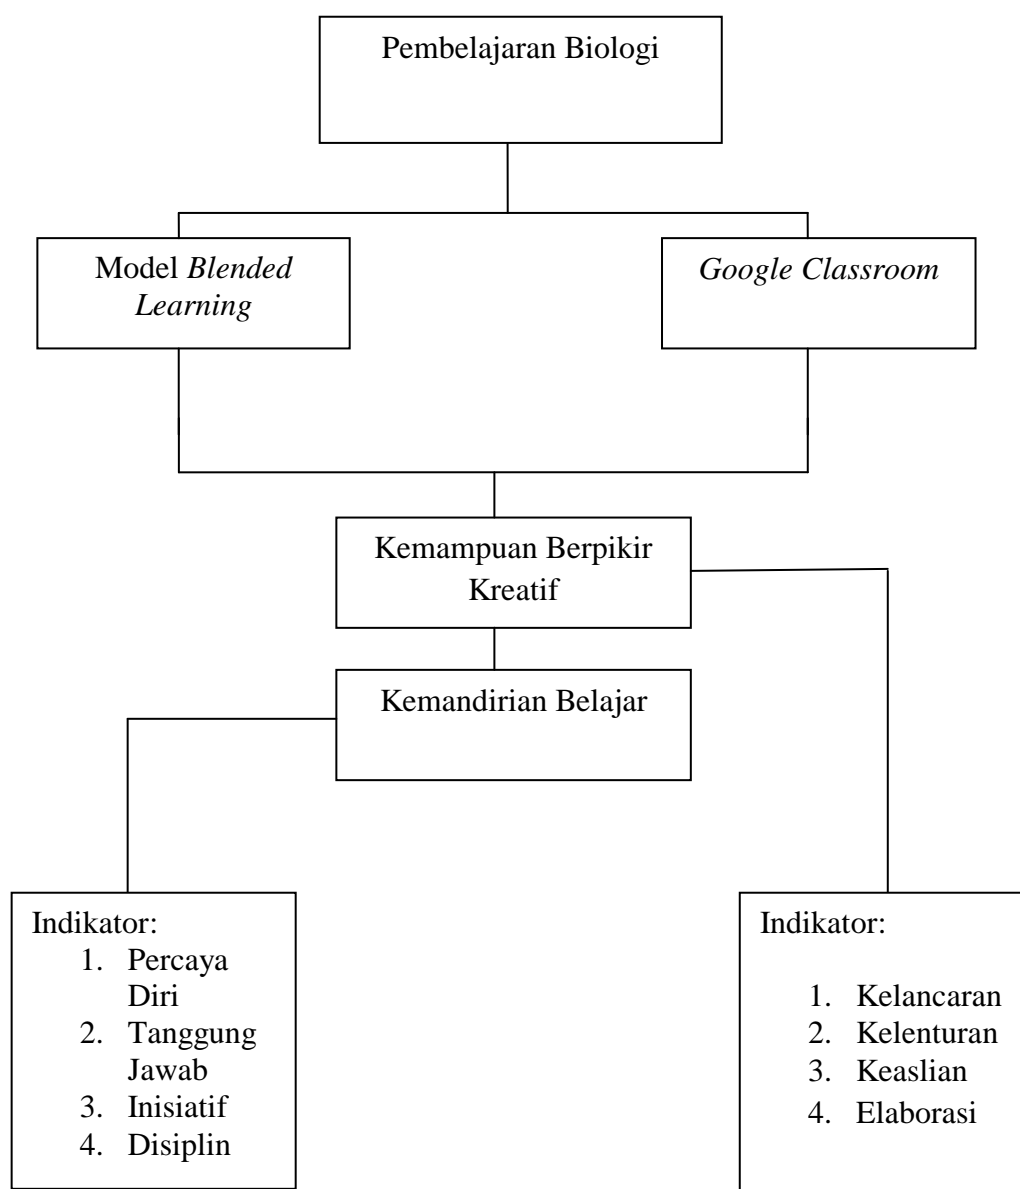 Pembelajaran Biologi
Model Blended
Learning
Google Classroom
Kemampuan Berpikir
Kreatif
Kemandirian Belajar
Indikator:
1. Percaya
Diri
2. Tanggung
Jawab
3. Inisiatif
4. Disiplin
Indikator:
1. Kelancaran
2. Kelenturan
3. Keaslian
4. Elaborasi